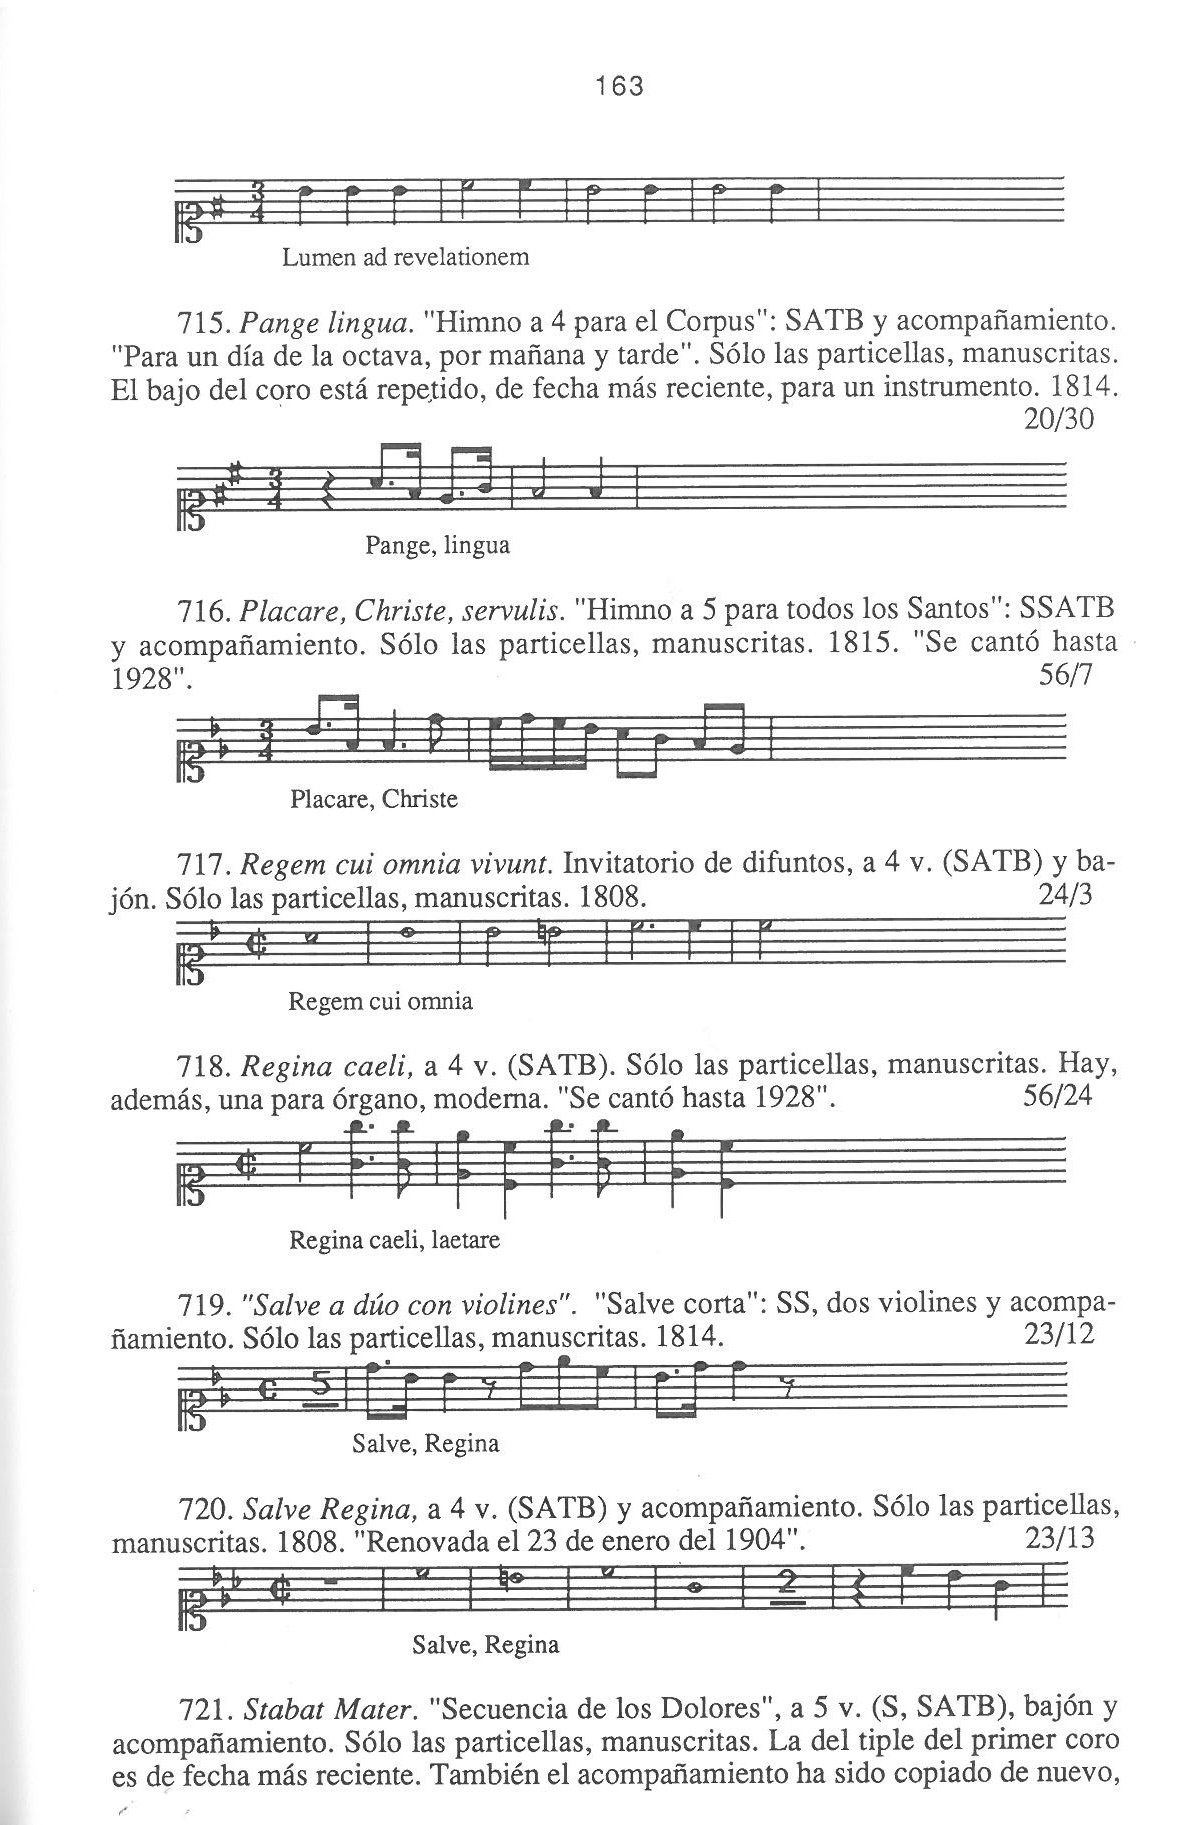 163
Lumen ad revelationem
715. Pange lingua. "Himno a 4 para el Corpus": SATB y acompañamiento.
"Para un día de la octava, por mañana y tarde". Sólo las particellas, manuscritas.
El bajo del coro está repetido, de fecha más reciente, para un instrumento. 1814.
20/30
Pange, lingua
716. Placare, Christe, servulis. "Himno a 5 para todos los Santos": SSATB
y acompañamiento. Sólo las particellas, manuscritas. 1815. "Se cantó hasta
1928". 56/7
Placare, Christe
717. Regem cui omnia vivunt. Invitatorio de difuntos, a 4 v. (SATB) y ba-
jón. Sólo las particellas, manuscritas. 1808. 24/3
Regem cui omnia
718. Regina caeli, a 4 v. (SATB). Sólo las particellas, manuscritas. Hay,
además, una para órgano, moderna. "Se cantó hasta 1928". 56/24
Regina caeli, laetare
719. "Salve a dúo con violines". "Salve corta": SS, dos violines y acompa-
ñamiento. Sólo las particellas, manuscritas. 1814. 23/12
5
Salve, Regina
720. Salve Regina, a 4 v. (SATB) y acompañamiento. Sólo las particellas,
manuscritas. 1808. "Renovada el 23 de enero del 1904". 23/13
2
Salve, Regina
721. Stabat Mater. "Secuencia de los Dolores", a 5 v. (S, SATB), bajón y
acompañamiento. Sólo las particellas, manuscritas. La del tiple del primer coro
es de fecha más reciente. También el acompañamiento ha sido copiado de nuevo,